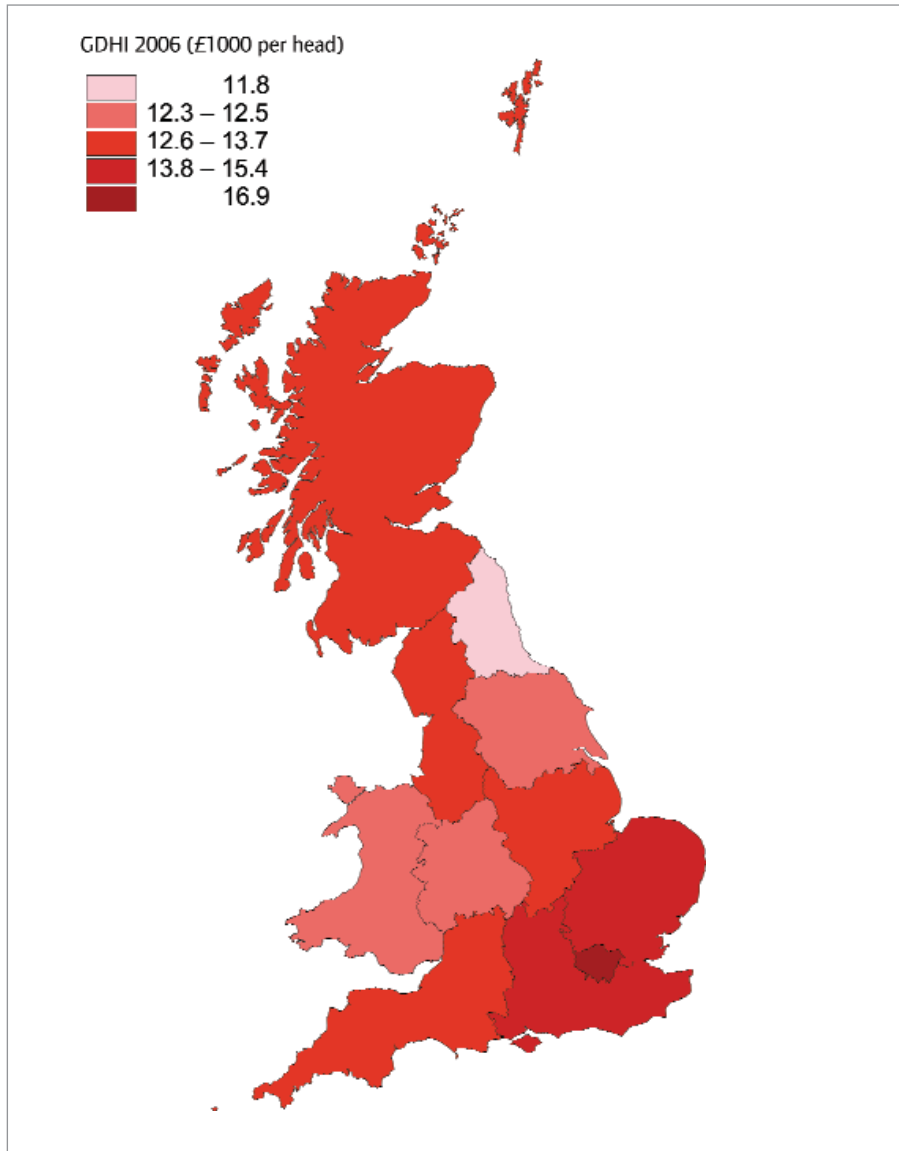 GDHI 2006 (£1000 per head)
11.8
12.3 – 12.5
12.6 – 13.7
13.8 – 15.4
16.9